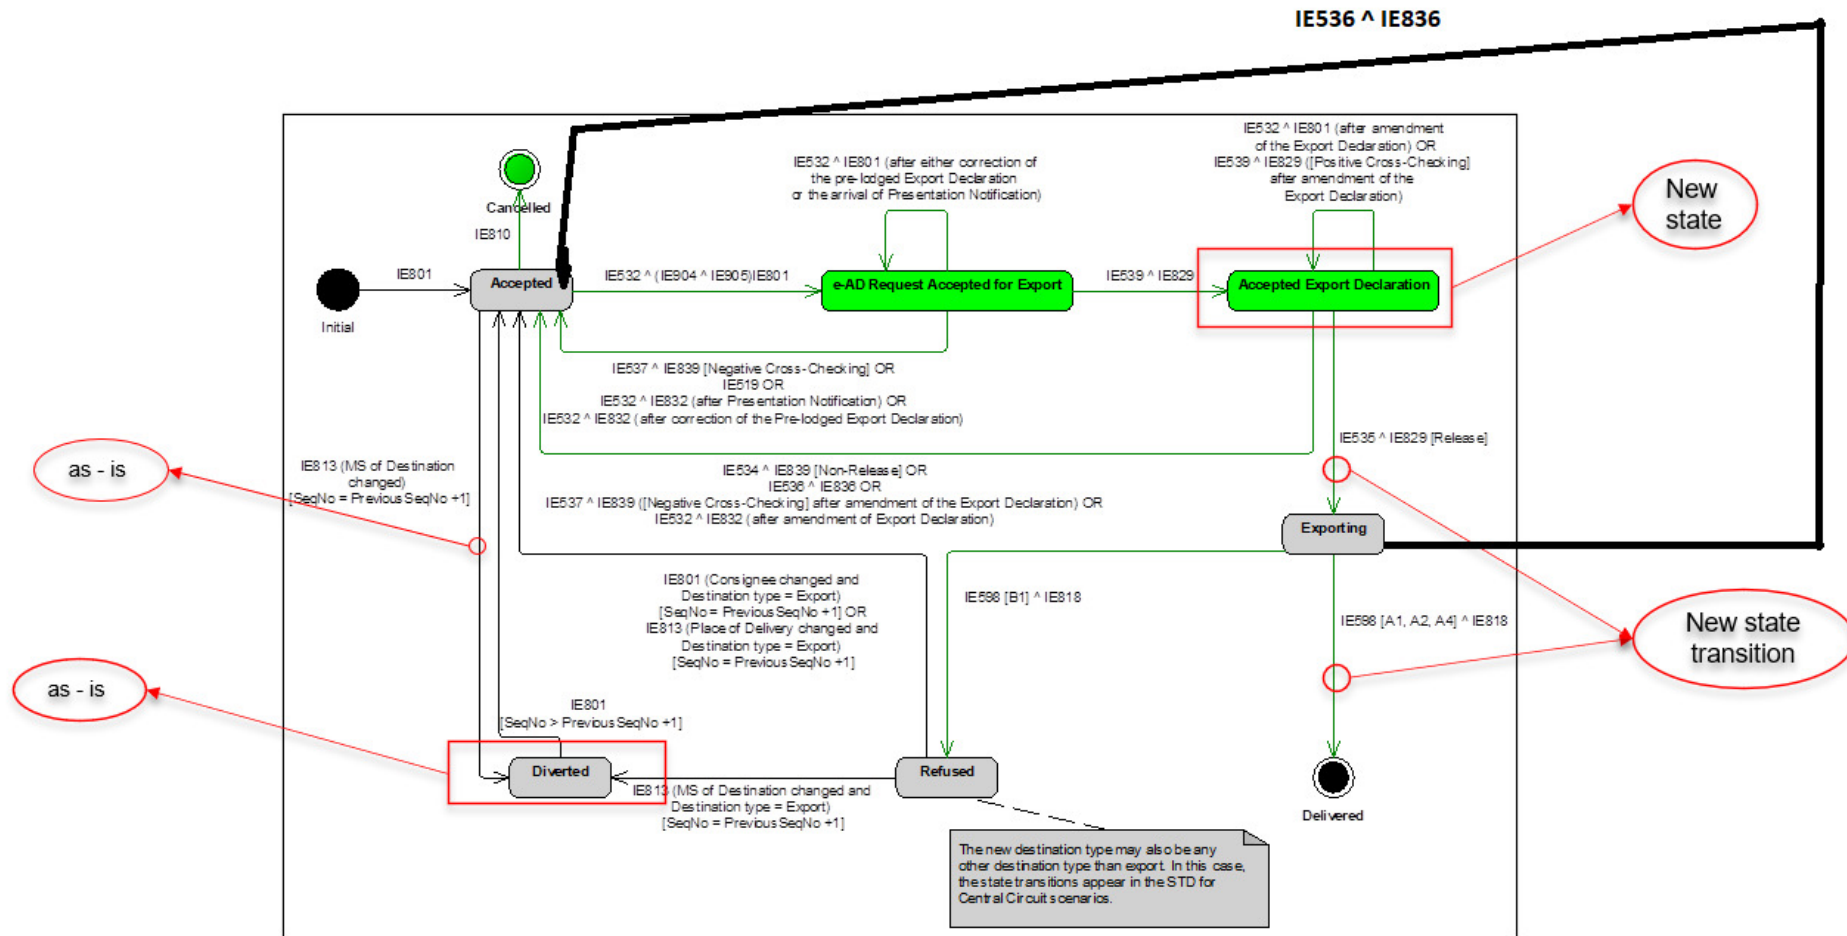 IE536 ^ IE836
IE532 ^ IE801 (after amendment
of the Export Declaration) OR
IE539 ^ IE829 ([Positive Cross-Checking]
after amendment of the
Export Declaration)
IE532 ^ IE801 (after either correction of
the pre-lodged Export Declaration
or the arrival of Presentation Notification)
New
state
Cancelled
IE810
IE801
Accepted
IE532 ^ (IE904 ^ IE905)IE801
e-AD Request Accepted for Export
IE539 ^ IE829
Accepted Export Declaration
Initial
IE537 ^ IE839 [Negative Cross-Checking] OR
IE519 OR
IE532 ^ IE832 (after Presentation Notification) OR
IE532 ^ IE832 (after correction of the Pre-lodged Export Declaration)
IE535 ^ IE829 [Release]
as - is
IE813 (MS of Destination
changed)
[SeqNo = Previous SeqNo +1]
IE534 ^ IE839 [Non-Release] OR
IE536 ^ IE836 OR
IE537 ^ IE839 ([Negative Cross-Checking] after amendment of the Export Declaration) OR
IE532 ^ IE832 (after amendment of Export Declaration)
Exporting
IE801 (Consignee changed and
Destination type = Export)
[SeqNo = Previous SeqNo +1] OR
IE813 (Place of Delivery changed and
Destination type = Export)
[SeqNo = Previous SeqNo +1]
IE598 [B1] ^ IE818
IE598 [A1, A2, A4] ^ IE818
New state
transition
as - is
IE801
[SeqNo > Previous SeqNo +1]
Diverted
Refused
IE813 (MS of Destination changed and
Destination type = Export)
[SeqNo = Previous SeqNo +1]
Delivered
The new destination type may also be any
other destination type than export. In this case,
the state transitions appear in the STD for
Central Circuit scenarios.